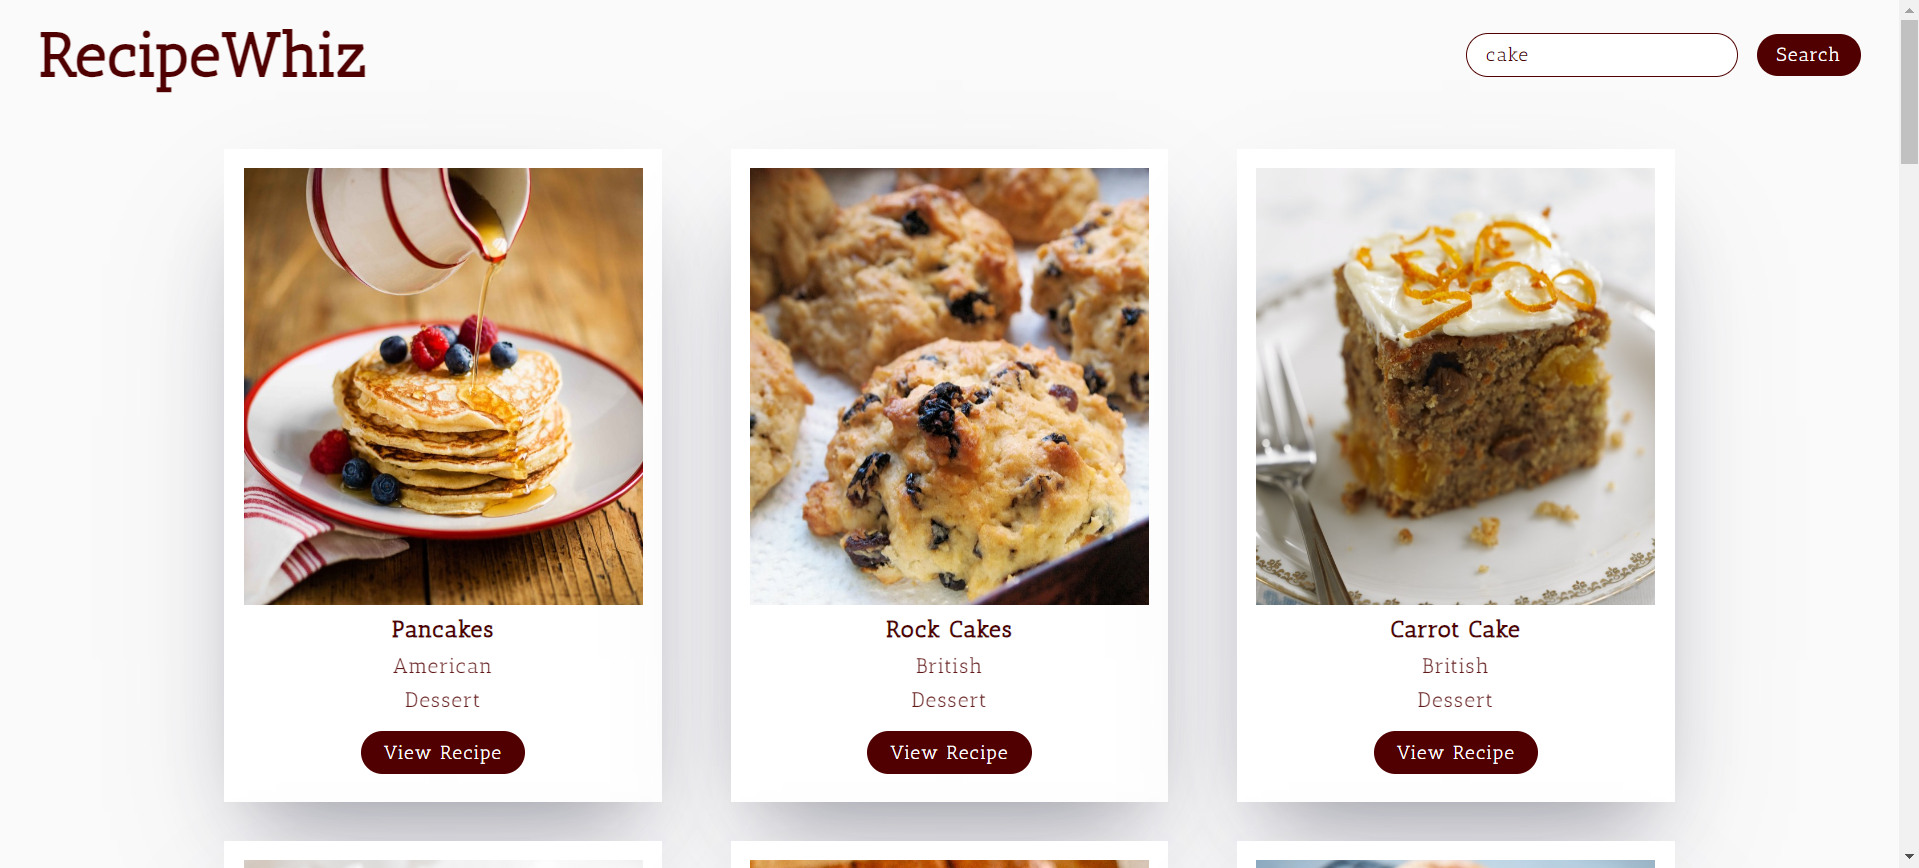 RecipeWhiz
cake
Search
Pancakes
American
Dessert
View Recipe
Rock Cakes
British
Dessert
View Recipe
Carrot Cake
British
Dessert
View Recipe